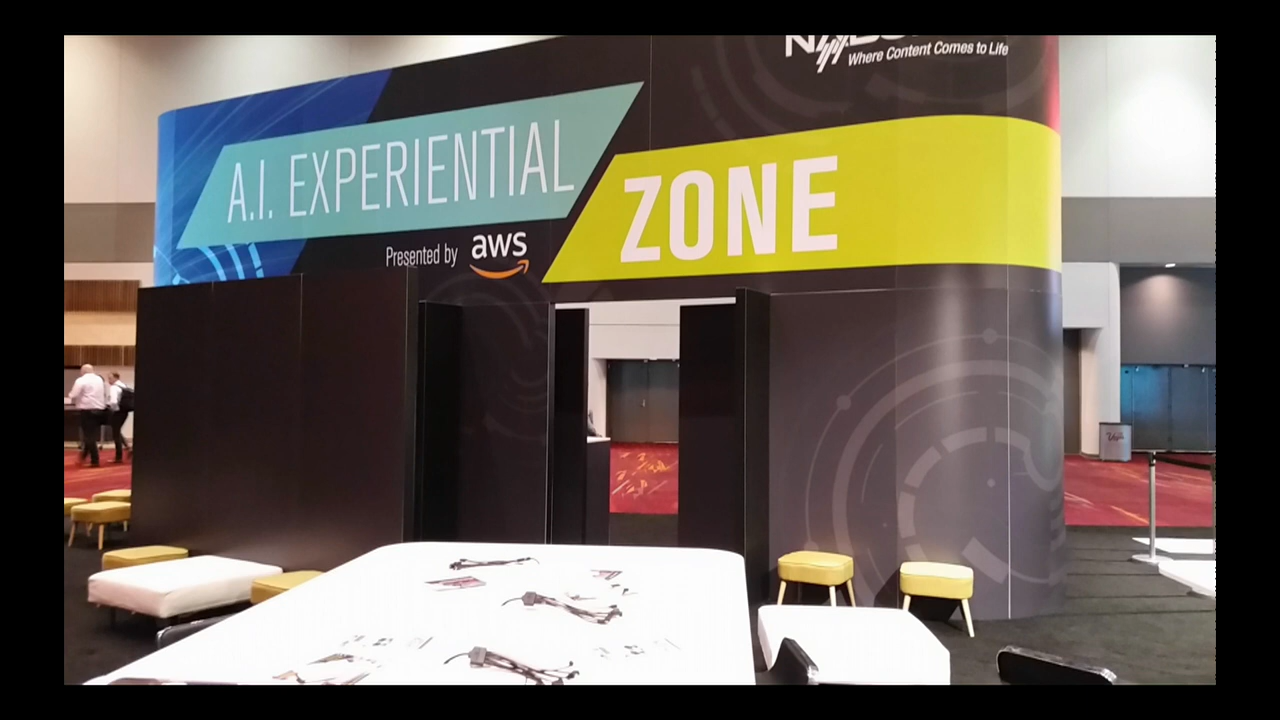 Where Content Comes to Life
A.I. EXPERIENTIAL
ZONE
Presented by aws